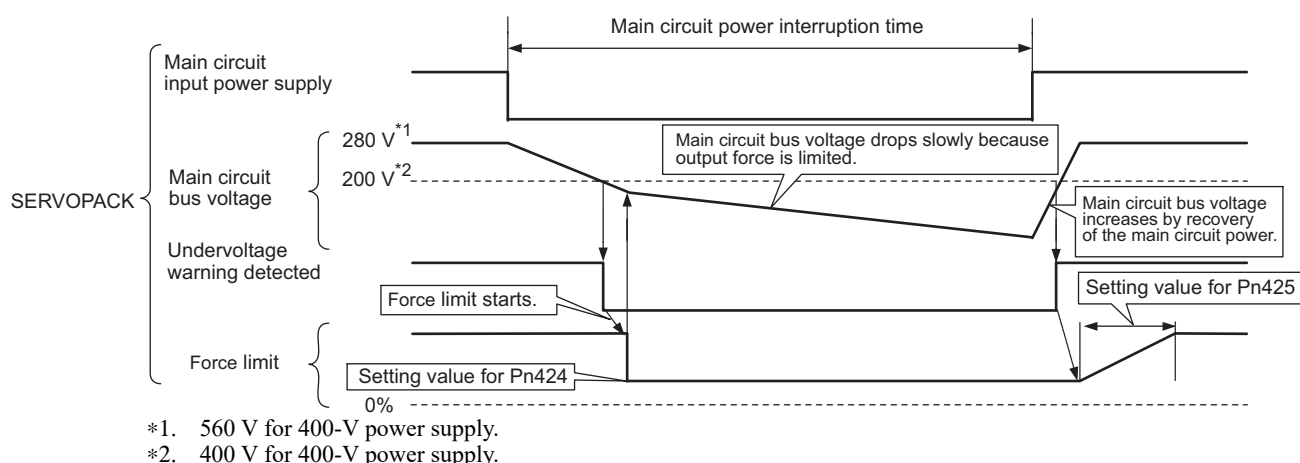 Main circuit power interruption time
Main circuit
input power supply
280 V*1
Main circuit bus voltage drops slowly because
output force is limited.
200 V*2
Main circuit
bus voltage
SERVOPACK
Main circuit bus voltage
increases by recovery
of the main circuit power.
Undervoltage
warning detected
Force limit starts.
Setting value for Pn425
Force limit
Setting value for Pn424
0%
*1. 560 V for 400-V power supply.
*2. 400 V for 400-V power supply.